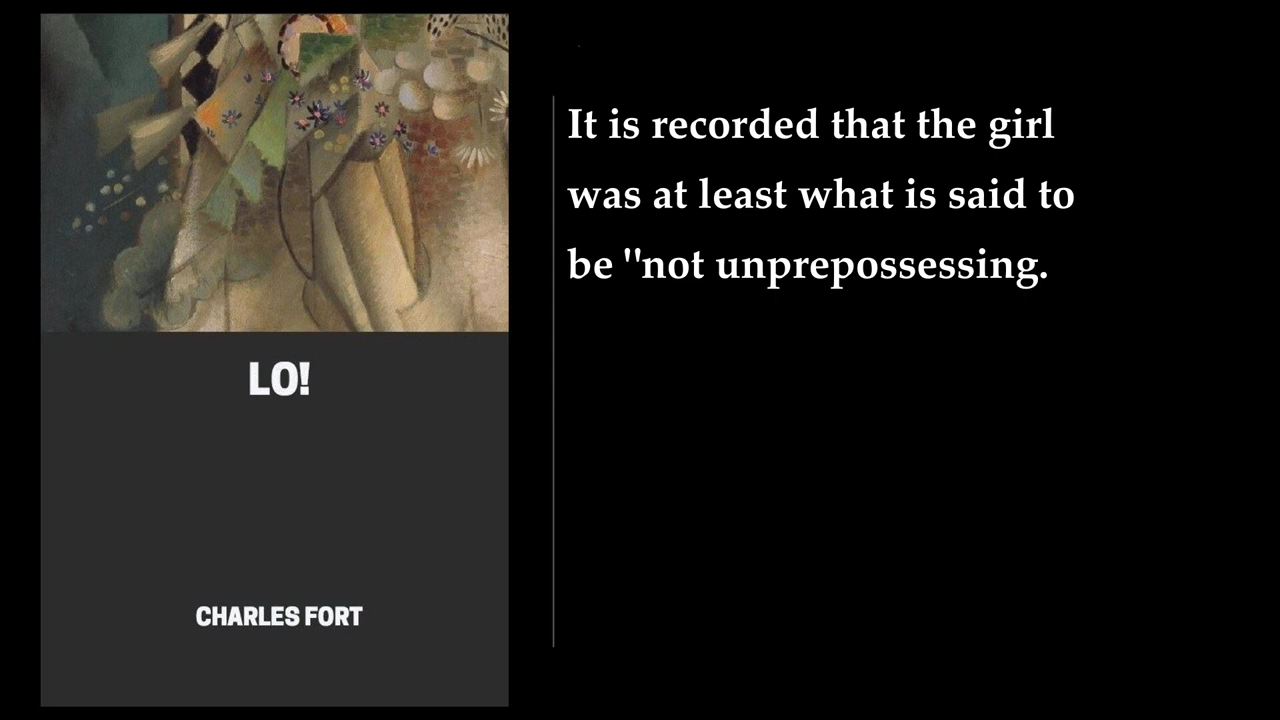 LO!
CHARLES FORT
It is recorded that the girl
was at least what is said to
be "not unprepossessing.